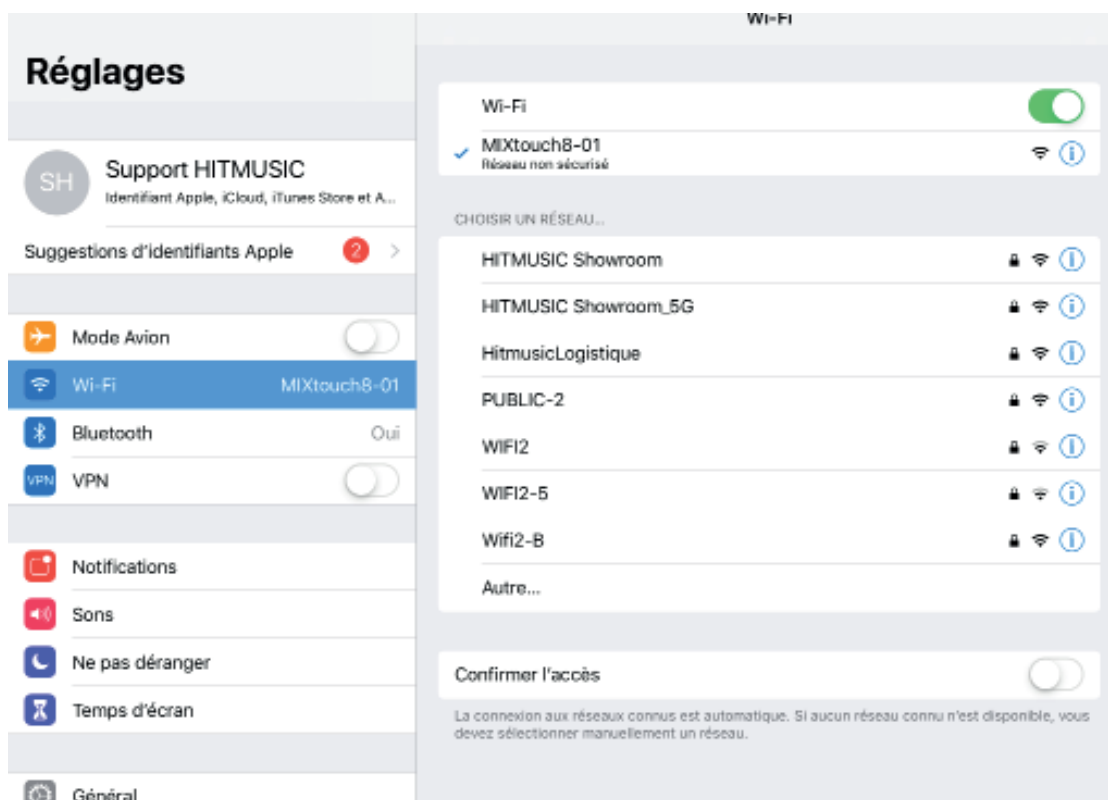 Wi-Fi
Réglages
Wi-Fi
MIXtouch8-01
Réseau non sécurisé
SH
Support HITMUSIC
Identifiant Apple, iCloud, iTunes Store et A...
Suggestions d'identifiants Apple 2
Mode Avion
Wi-Fi MIXtouch8-01
Bluetooth Oui
VPN VPN
Notifications
Sons
Ne pas déranger
Temps d'écran
Général
CHOISIR UN RÉSEAU...
HITMUSIC Showroom
HITMUSIC Showroom_5G
HitmusicLogistique
PUBLIC-2
WIFI2
WIFI2-5
Wifi2-B
Autre...
Confirmer l'accès
La connexion aux réseaux connus est automatique. Si aucun réseau connu n'est disponible, vous
devez sélectionner manuellement un réseau.